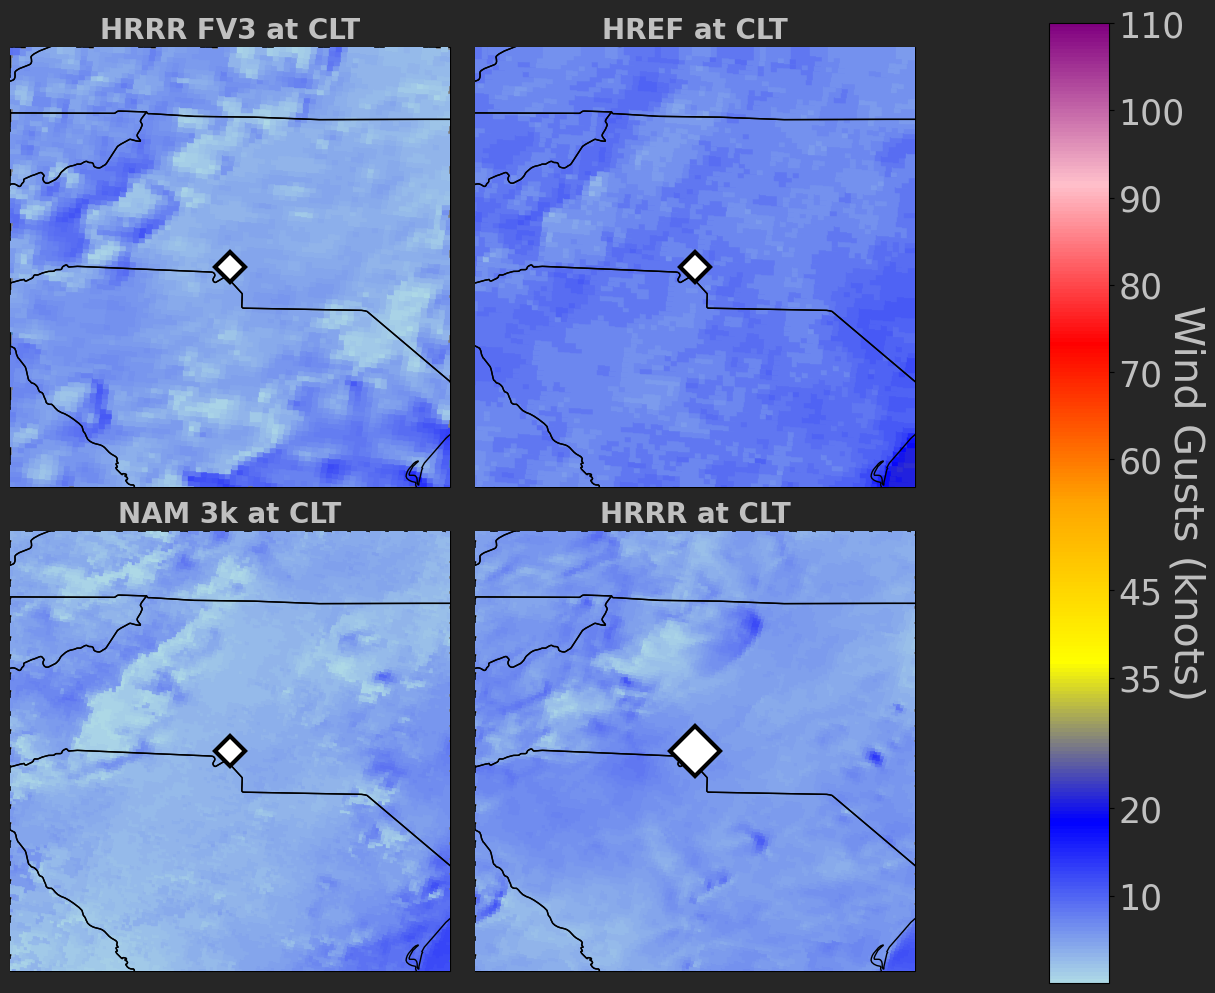 HRRR FV3 at CLT
HREF at CLT
NAM 3k at CLT
HRRR at CLT
110
100
90
80
70
60
45
35
20
10
Wind Gusts (knots)